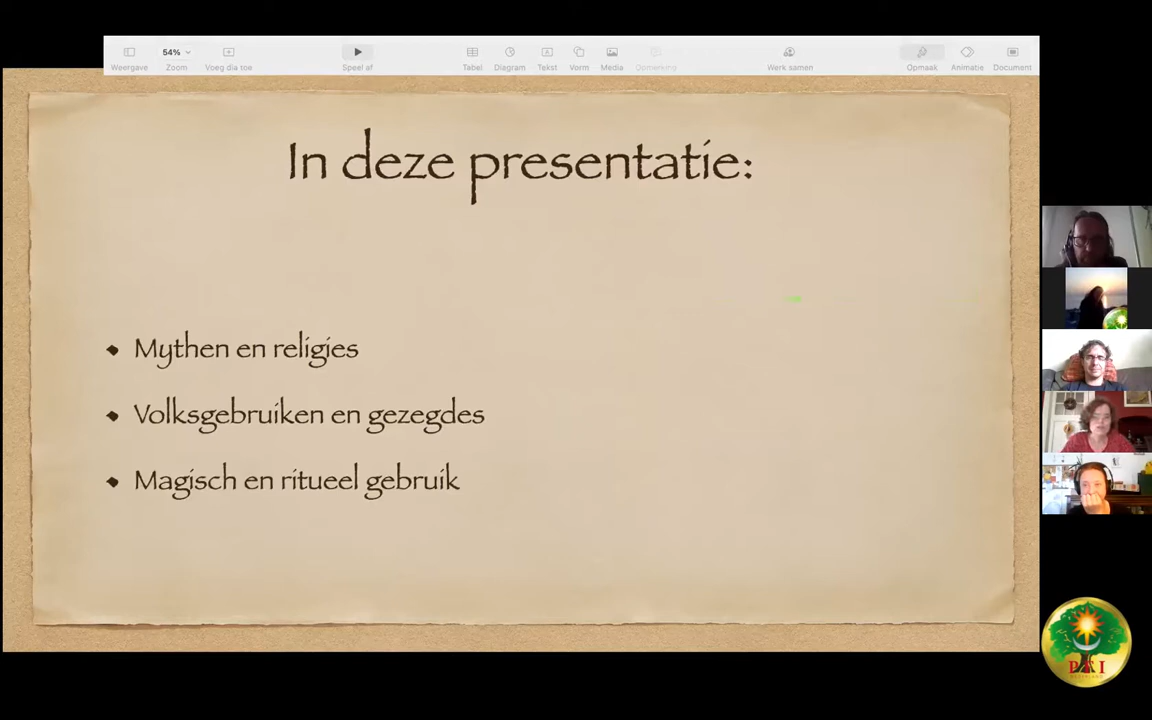 54%
Weergave
Zoom
Voeg dia toe
Speel af
Tabel
Diagram
Tekst
Vorm
Media
Opmerking
Werk samen
Opmaak
Animatie
Document
In deze presentatie:
Mythen en religies
Volksgebruiken en gezegdes
Magisch en ritueel gebruik